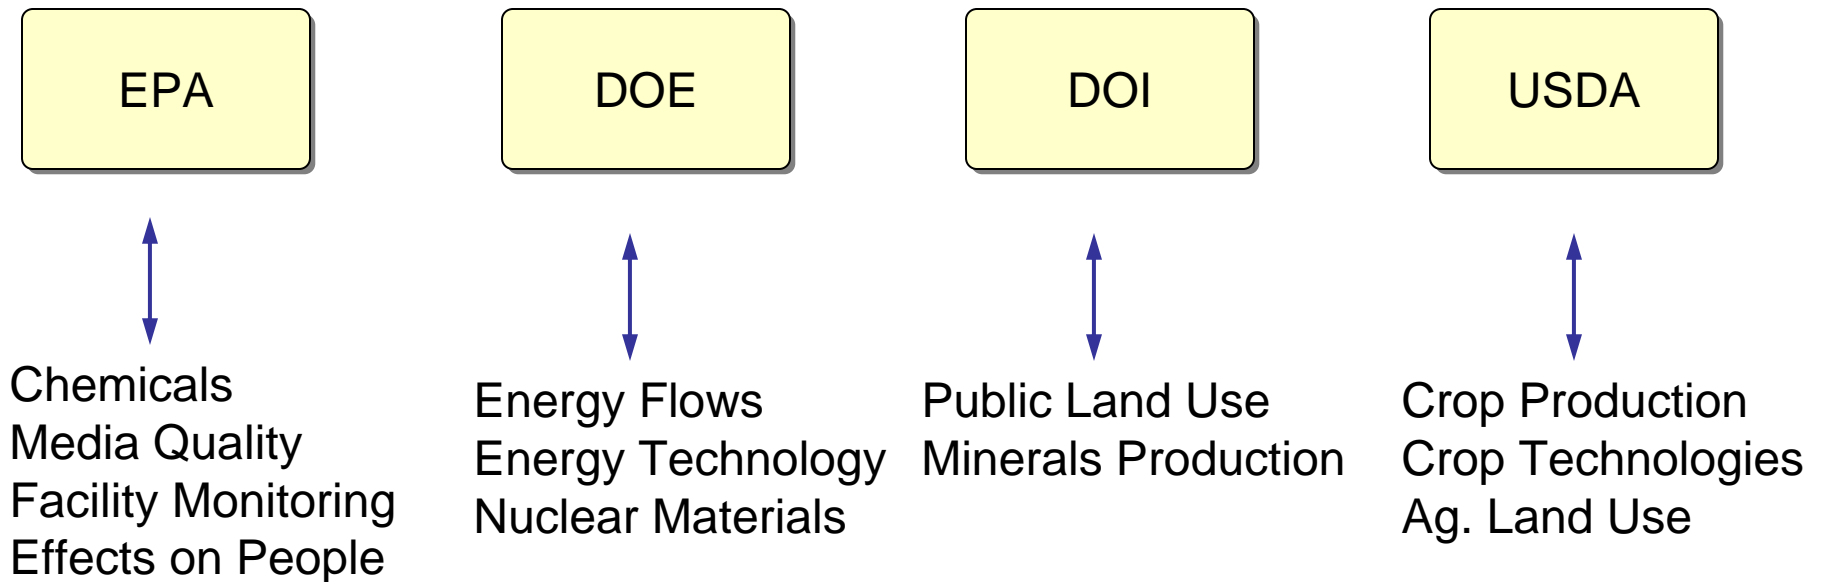 EPA
DOE
DOI
USDA
Chemicals
Media Quality
Facility Monitoring
Effects on People
Energy Flows
Energy Technology
Nuclear Materials
Public Land Use
Minerals Production
Crop Production
Crop Technologies
Ag. Land Use